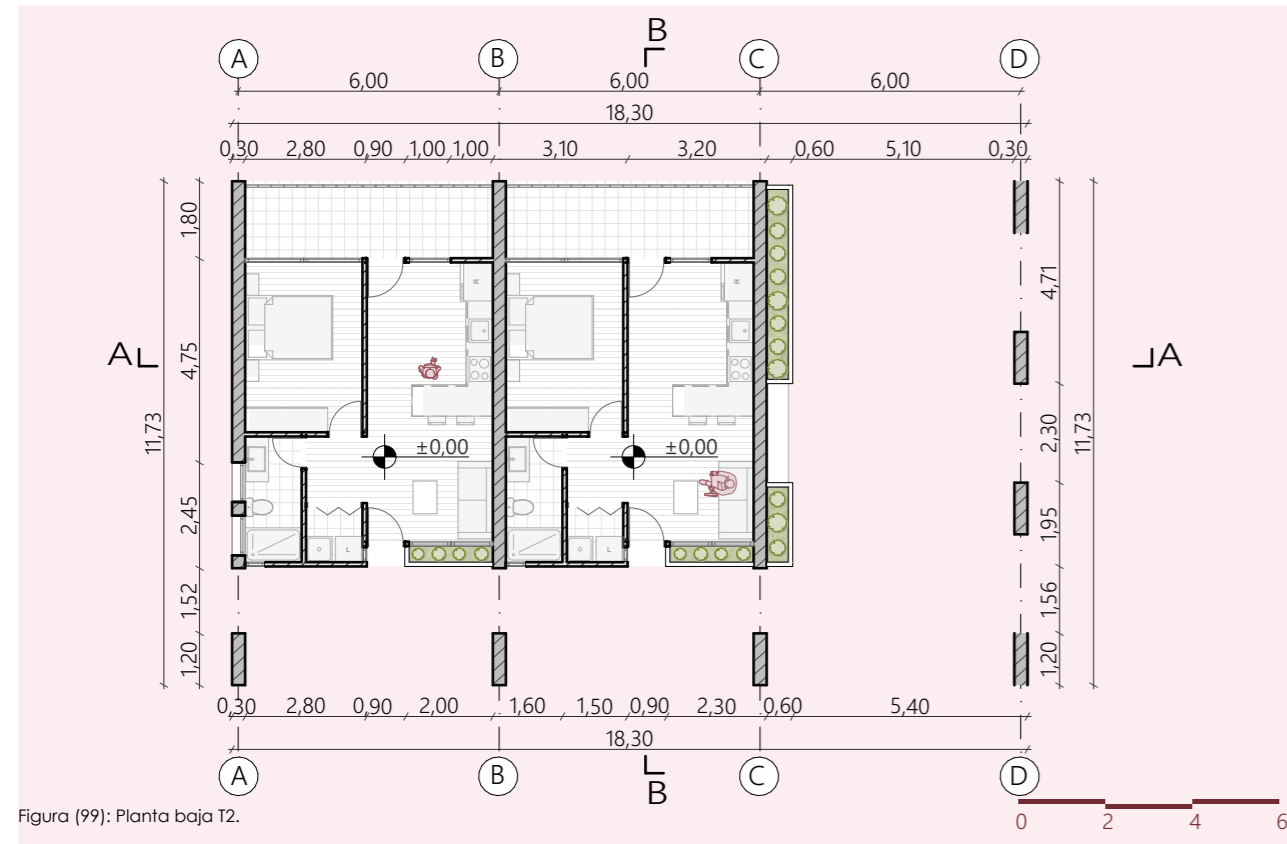 B
A B C D
6,00 6,00 6,00
18,30
0,30 2,80 0,90 1,00 1,00 3,10 3,20 0,60 5,10 0,30
1,80
4,75
2,45
1,52
1,20
11,73
A
R
±0,00
L
R
±0,00
L
A
4,71
2,30
1,95
1,56
1,20
11,73
0,30 2,80 0,90 2,00 1,60 1,50 0,90 2,30 0,60 5,40
18,30
A B C D
B
Figura (99): Planta baja T2.
0 2 4 6